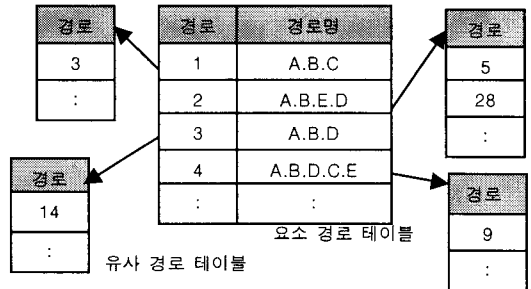 경로
3
:
경로 경로명
1 A.B.C
2 A.B.E.D
3 A.B.D
4 A.B.D.C.E
: :
경로
5
28
:
경로
14
:
경로
9
:
요소 경로 테이블
유사 경로 테이블